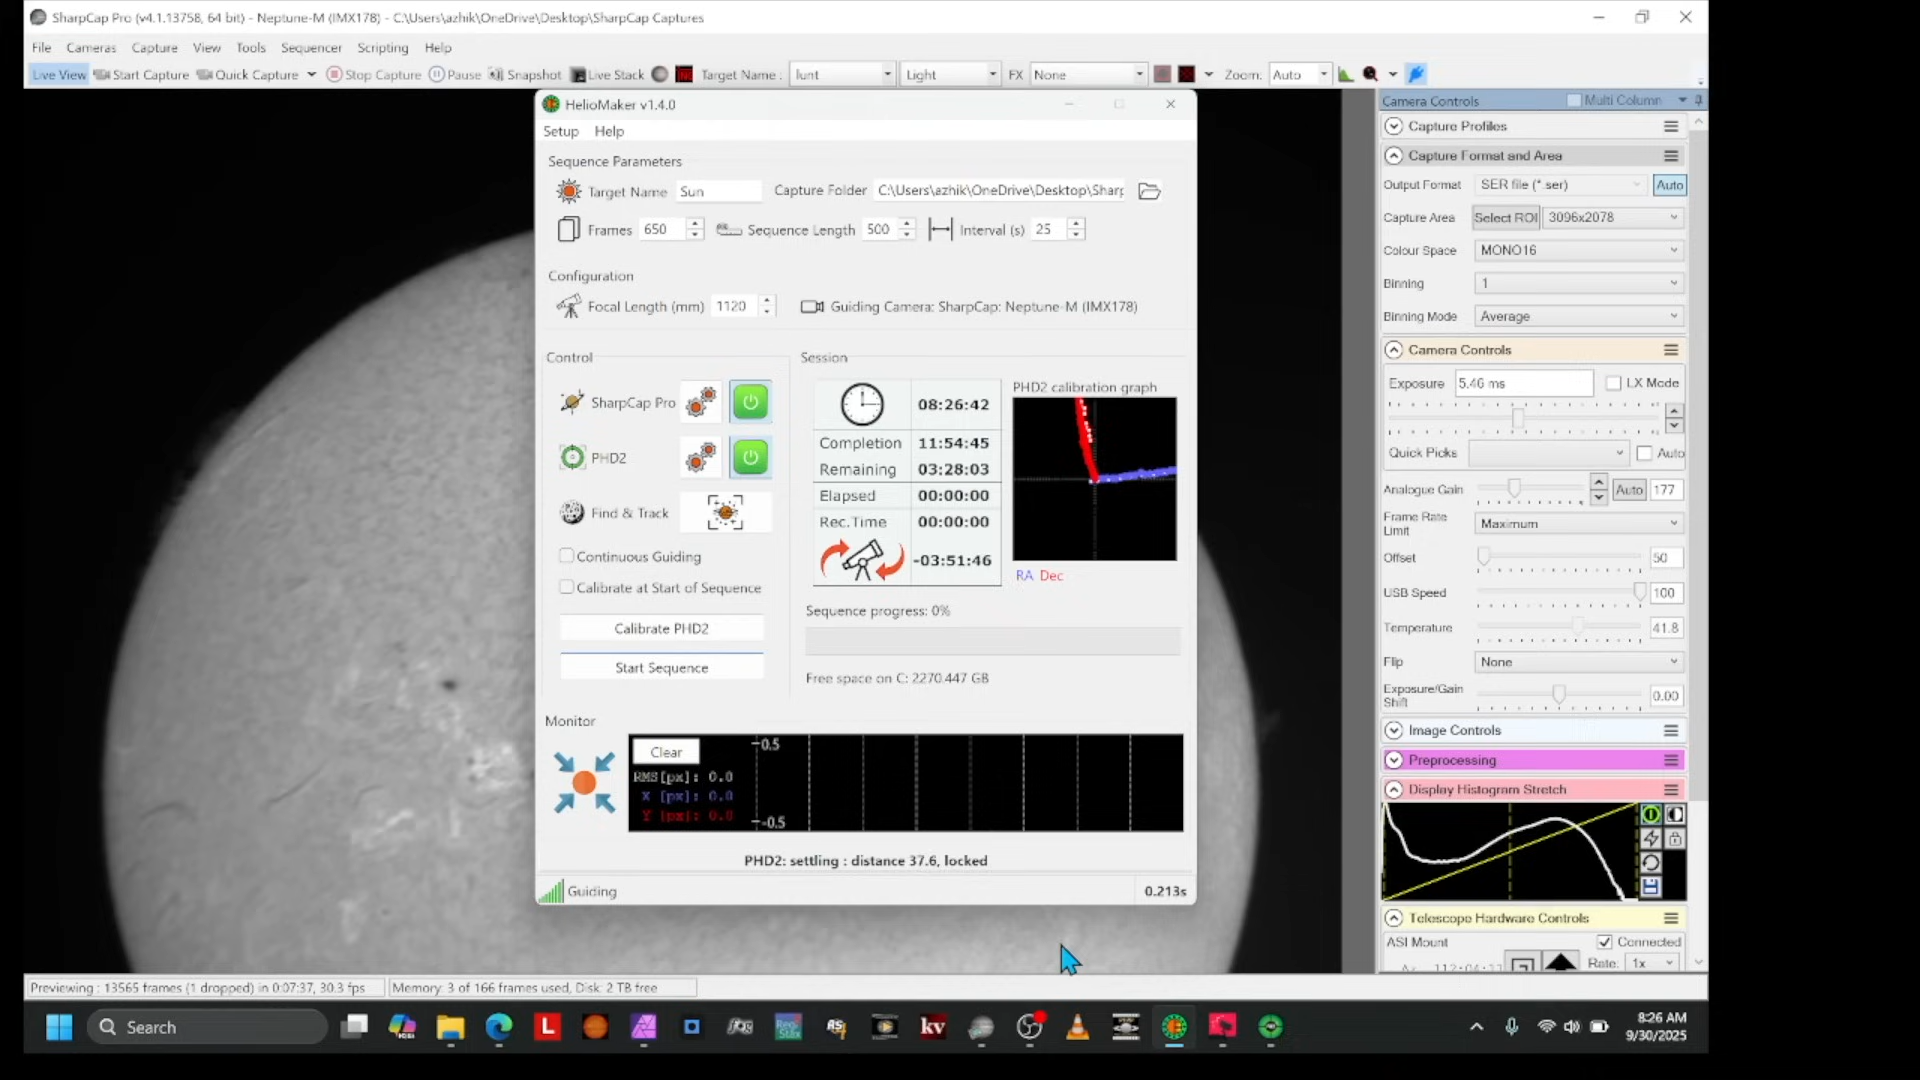 SharpCap Pro (v4.1.13758, 64 bit) - Neptune-M (IMX178) - C:\Users\azhik\OneDrive\Desktop\SharpCap Captures
File Cameras Capture View Tools Sequencer Scripting Help
Live View Start Capture Quick Capture Stop Capture Pause Snapshot Live Stack Target Name : lunt Light FX None Zoom: Auto
HelioMaker v1.4.0
Setup Help
Sequence Parameters
Target Name Sun Capture Folder C:\Users\azhik\OneDrive\Desktop\Sharp
Frames 650 Sequence Length 500 Interval (s) 25
Configuration
Focal Length (mm) 1120 Guiding Camera: SharpCap: Neptune-M (IMX178)
Control
SharpCap Pro
PHD2
Find & Track
Continuous Guiding
Calibrate at Start of Sequence
Calibrate PHD2
Start Sequence
Session
08:26:42
Completion 11:54:45
Remaining 03:28:03
Elapsed 00:00:00
Rec.Time 00:00:00
-03:51:46
PHD2 calibration graph
RA Dec
Sequence progress: 0%
Free space on C: 2270.447 GB
Monitor
Clear
0.5
RMS[px]: 0.0
X [px]: 0.0
Y [px]: 0.0
-0.5
PHD2: settling : distance 37.6, locked
Guiding 0.213s
Camera Controls Multi Column
Capture Profiles
Capture Format and Area
Output Format SER file (*.ser) Auto
Capture Area Select ROI 3096x2078
Colour Space MONO16
Binning 1
Binning Mode Average
Camera Controls
Exposure 5.46 ms LX Mode
Quick Picks Auto
Analogue Gain Auto 177
Frame Rate
Limit
Maximum
Offset 50
USB Speed 100
Temperature 41.8
Flip None
Exposure/Gain
Shift
0.00
Image Controls
Preprocessing
Display Histogram Stretch
Telescope Hardware Controls
ASI Mount Connected
Rate: 1x
Previewing : 13565 frames (1 dropped) in 0:07:37, 30.3 fps Memory: 3 of 166 frames used, Disk: 2 TB free
Search
L
kv
8:26 AM
9/30/2025